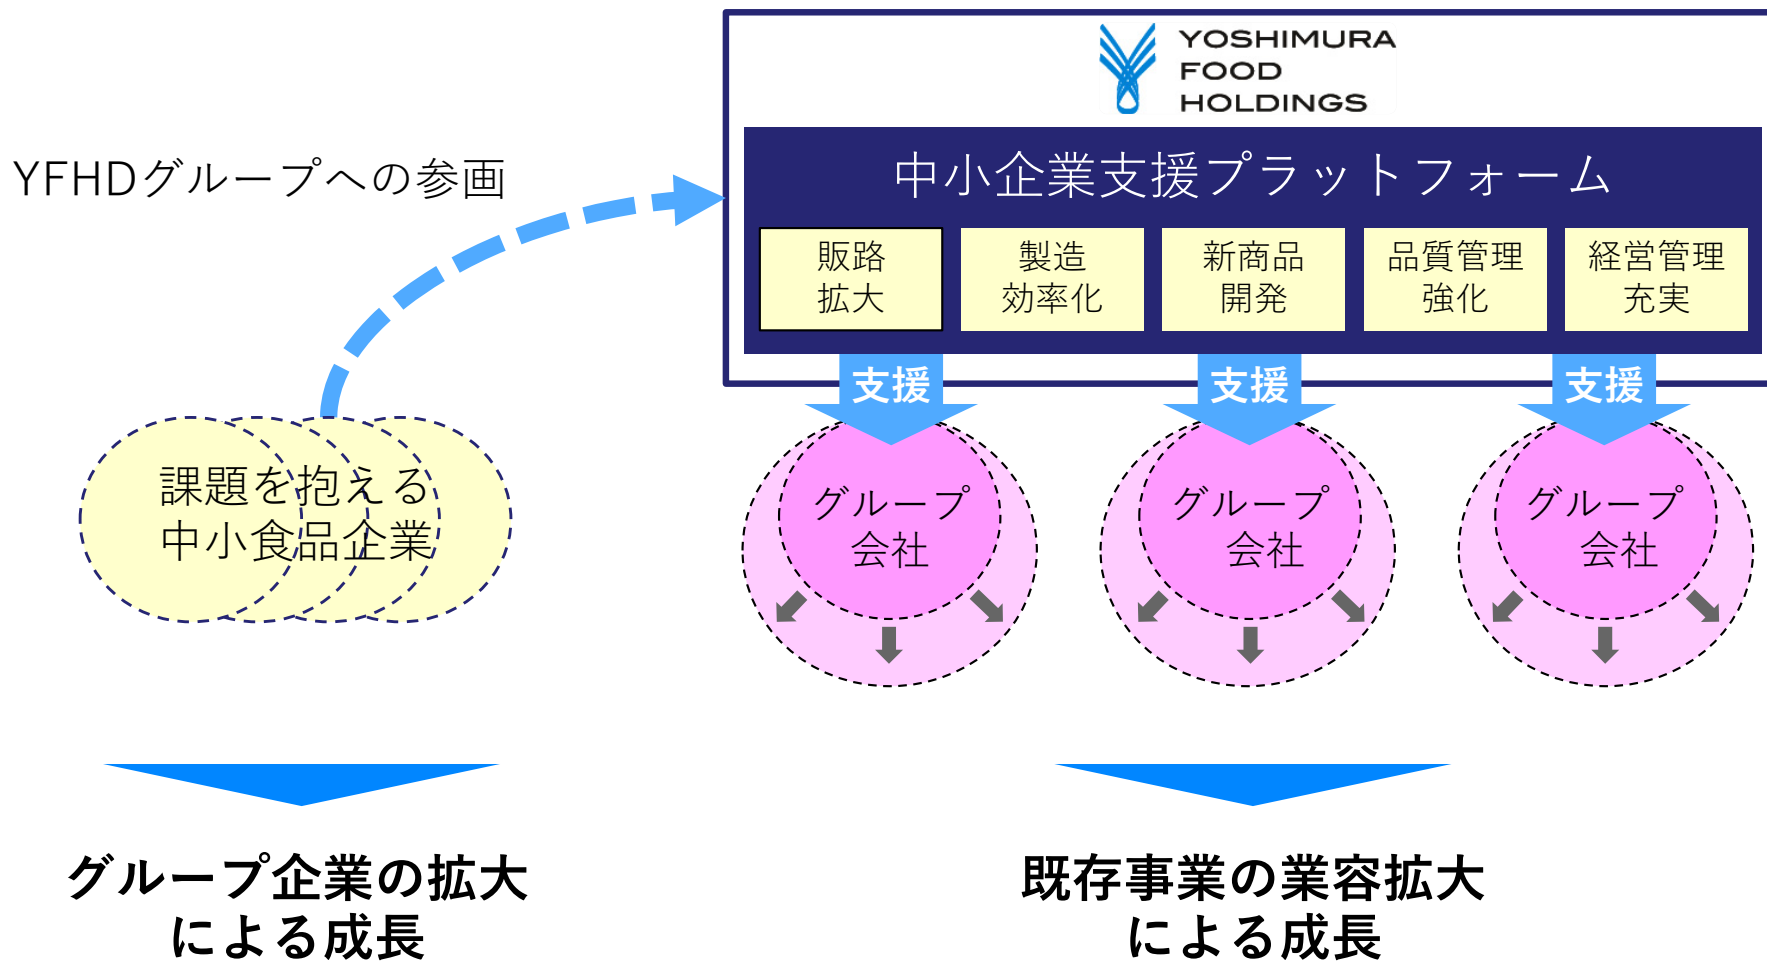 YOSHIMURA
FOOD
HOLDINGS
YFHDグループへの参画
中小企業支援プラットフォーム
販路
拡大
製造
効率化
新商品
開発
品質管理
強化
経営管理
充実
支援
支援
支援
課題を抱える
中小食品企業
グループ
会社
グループ
会社
グループ
会社
グループ企業の拡大
による成長
既存事業の業容拡大
による成長